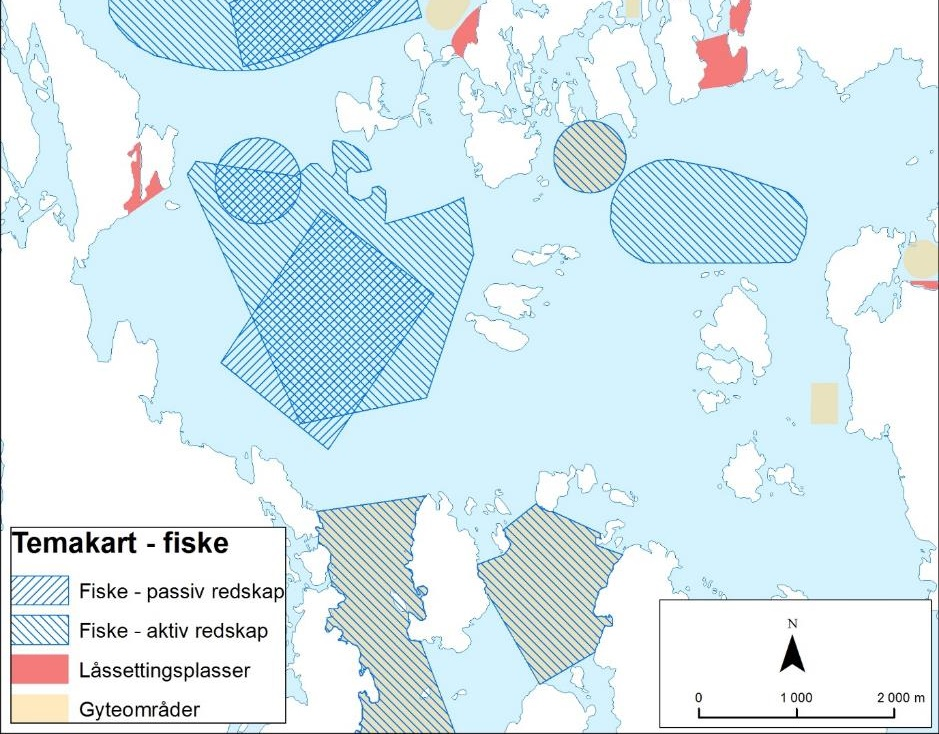 Temakart - fiske
Fiske - passiv redskap
Fiske - aktiv redskap
Låssettingsplasser
Gyteområder
N
0 1 000 2 000 m